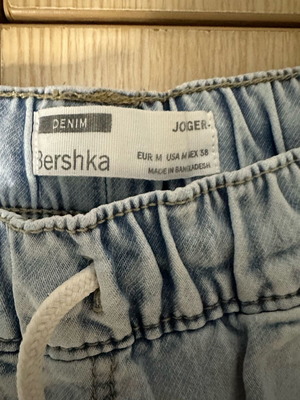 DENIM
JOGER-
Bershka
EUR M USA M MEX 38
MADE IN BANGLADESH